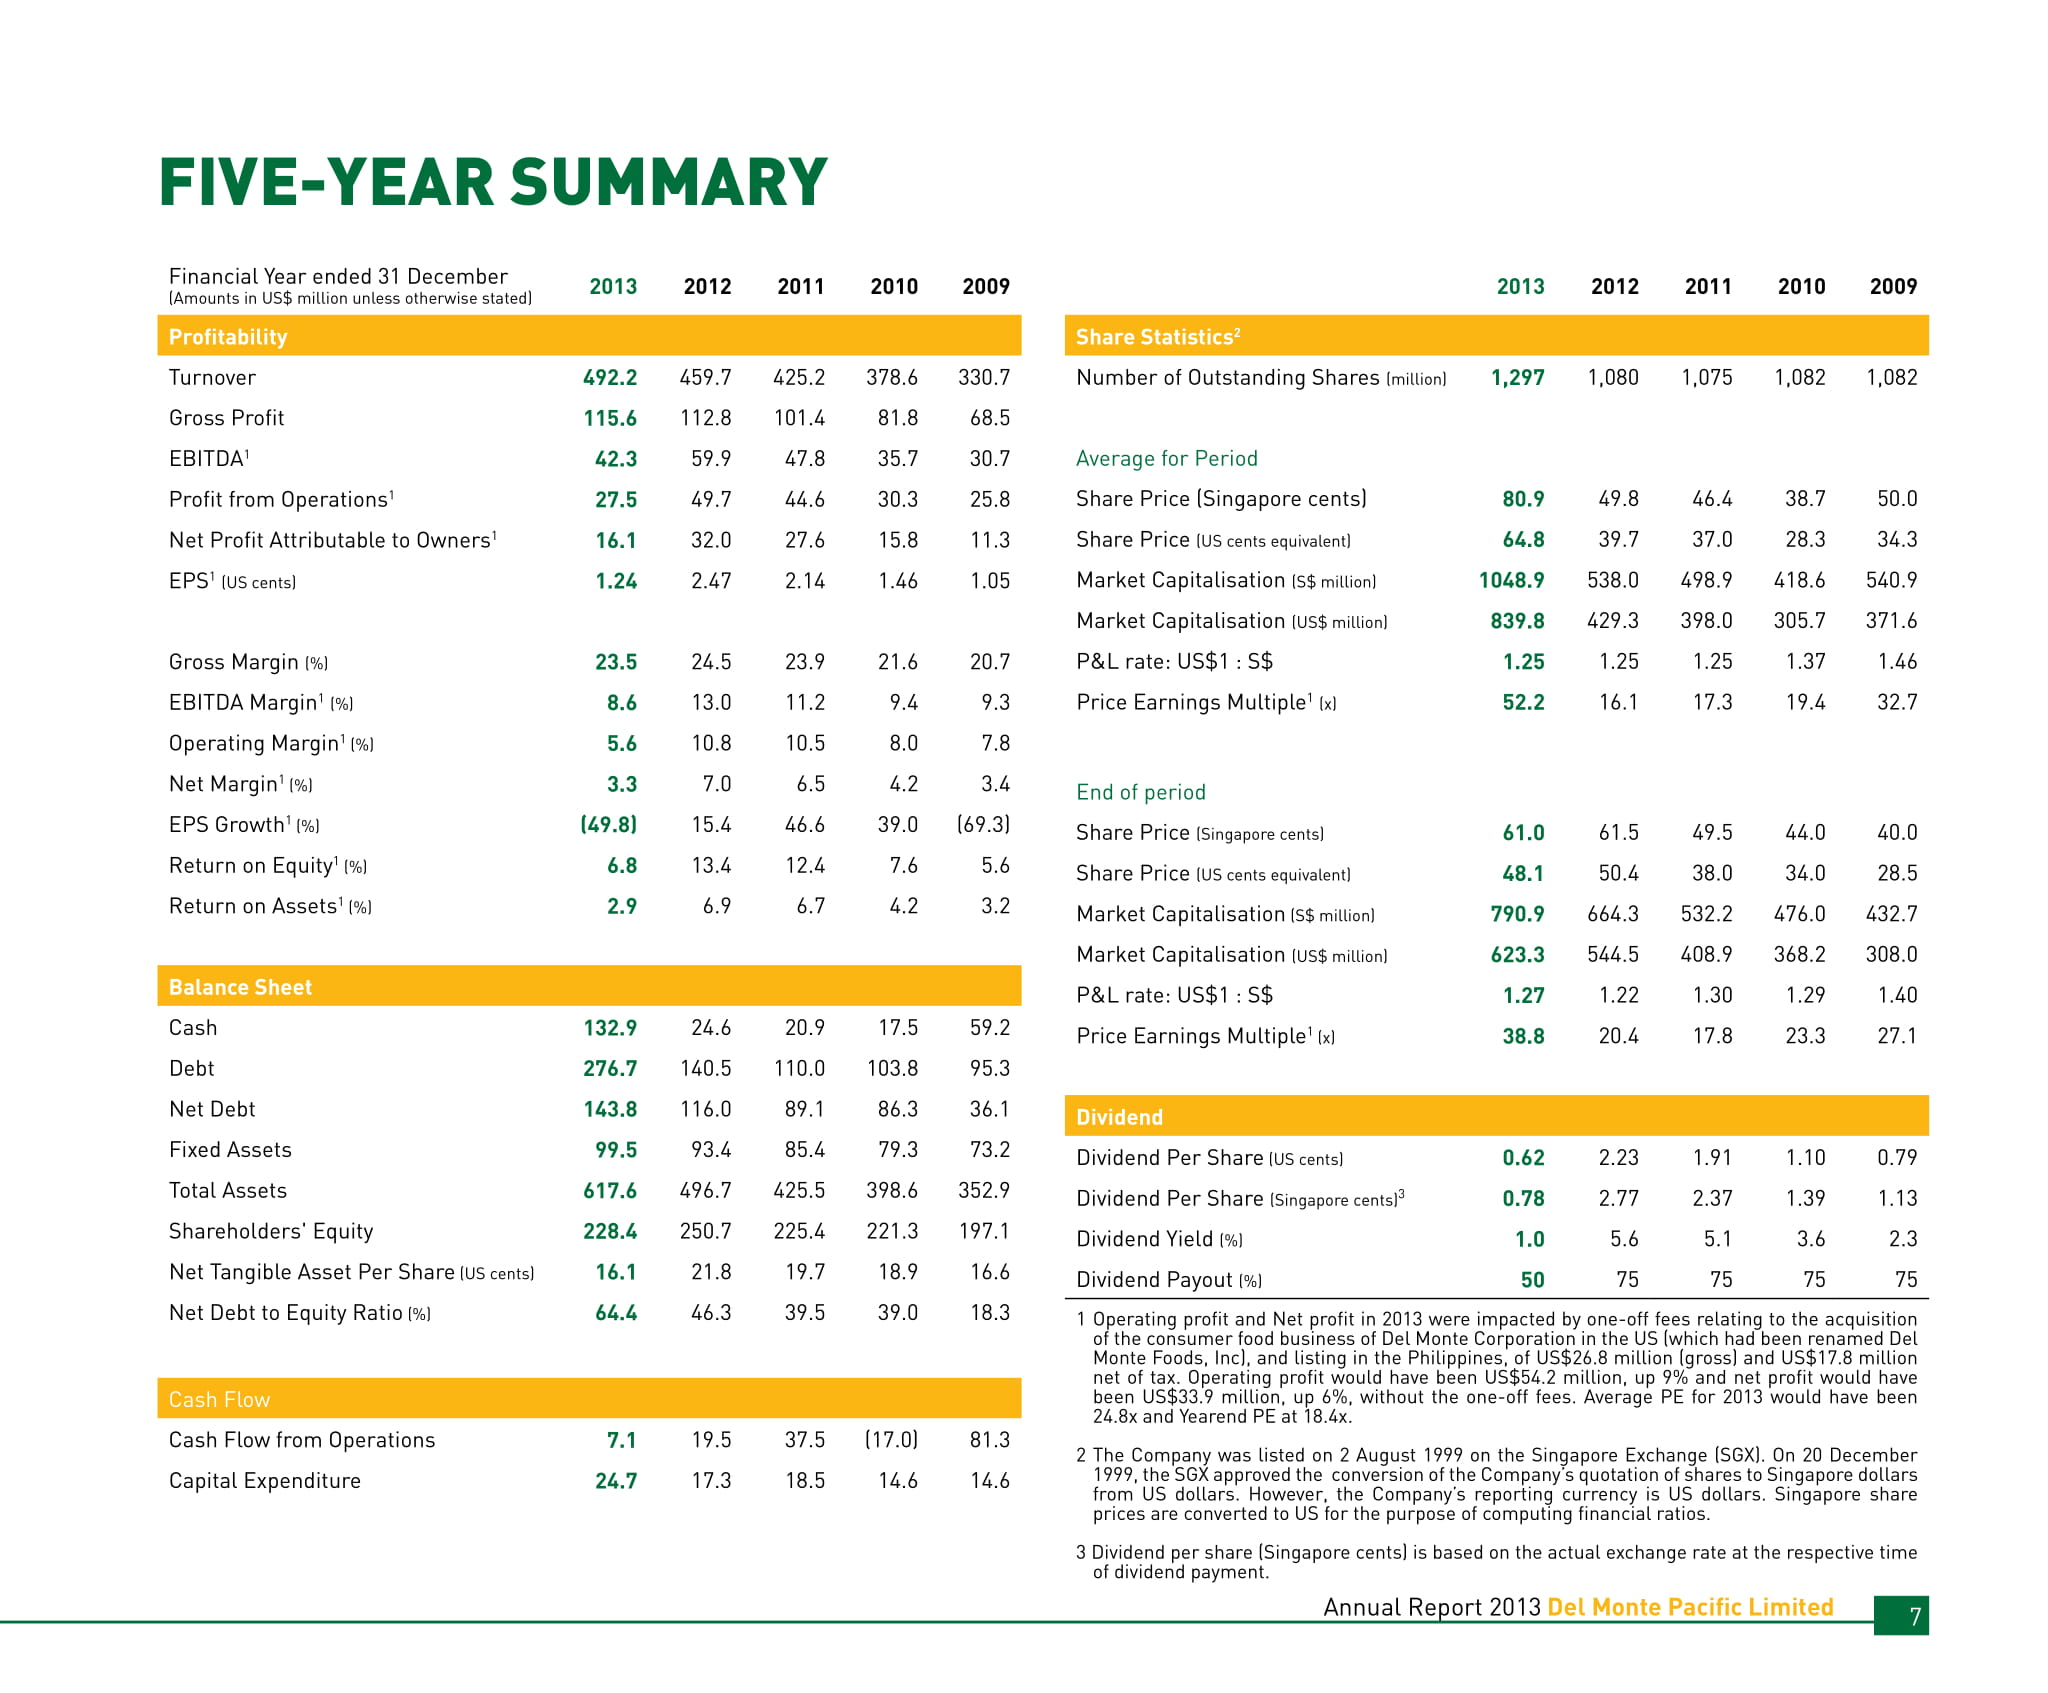 FIVE-YEAR SUMMARY
Financial Year ended 31 December
(Amounts in US$ million unless otherwise stated) 2013 2012 2011 2010 2009
Profitability
Turnover 492.2 459.7 425.2 378.6 330.7
Gross Profit 115.6 112.8 101.4 81.8 68.5
EBITDA¹ 42.3 59.9 47.8 35.7 30.7
Profit from Operations¹ 27.5 49.7 44.6 30.3 25.8
Net Profit Attributable to Owners¹ 16.1 32.0 27.6 15.8 11.3
EPS¹ (US cents) 1.24 2.47 2.14 1.46 1.05
Gross Margin (%) 23.5 24.5 23.9 21.6 20.7
EBITDA Margin¹ (%) 8.6 13.0 11.2 9.4 9.3
Operating Margin¹ (%) 5.6 10.8 10.5 8.0 7.8
Net Margin¹ (%) 3.3 7.0 6.5 4.2 3.4
EPS Growth¹ (%) (49.8) 15.4 46.6 39.0 (69.3)
Return on Equity¹ (%) 6.8 13.4 12.4 7.6 5.6
Return on Assets¹ (%) 2.9 6.9 6.7 4.2 3.2
Balance Sheet
Cash 132.9 24.6 20.9 17.5 59.2
Debt 276.7 140.5 110.0 103.8 95.3
Net Debt 143.8 116.0 89.1 86.3 36.1
Fixed Assets 99.5 93.4 85.4 79.3 73.2
Total Assets 617.6 496.7 425.5 398.6 352.9
Shareholders' Equity 228.4 250.7 225.4 221.3 197.1
Net Tangible Asset Per Share (US cents) 16.1 21.8 19.7 18.9 16.6
Net Debt to Equity Ratio (%) 64.4 46.3 39.5 39.0 18.3
Cash Flow
Cash Flow from Operations 7.1 19.5 37.5 (17.0) 81.3
Capital Expenditure 24.7 17.3 18.5 14.6 14.6
2013 2012 2011 2010 2009
Share Statistics²
Number of Outstanding Shares (million) 1,297 1,080 1,075 1,082 1,082
Average for Period
Share Price (Singapore cents) 80.9 49.8 46.4 38.7 50.0
Share Price (US cents equivalent) 64.8 39.7 37.0 28.3 34.3
Market Capitalisation (S$ million) 1048.9 538.0 498.9 418.6 540.9
Market Capitalisation (US$ million) 839.8 429.3 398.0 305.7 371.6
P&L rate: US$1 : S$ 1.25 1.25 1.25 1.37 1.46
Price Earnings Multiple¹ (x) 52.2 16.1 17.3 19.4 32.7
End of period
Share Price (Singapore cents) 61.0 61.5 49.5 44.0 40.0
Share Price (US cents equivalent) 48.1 50.4 38.0 34.0 28.5
Market Capitalisation (S$ million) 790.9 664.3 532.2 476.0 432.7
Market Capitalisation (US$ million) 623.3 544.5 408.9 368.2 308.0
P&L rate: US$1 : S$ 1.27 1.22 1.30 1.29 1.40
Price Earnings Multiple¹ (x) 38.8 20.4 17.8 23.3 27.1
Dividend
Dividend Per Share (US cents) 0.62 2.23 1.91 1.10 0.79
Dividend Per Share (Singapore cents)³ 0.78 2.77 2.37 1.39 1.13
Dividend Yield (%) 1.0 5.6 5.1 3.6 2.3
Dividend Payout (%) 50 75 75 75 75
1 Operating profit and Net profit in 2013 were impacted by one-off fees relating to the acquisition
of the consumer food business of Del Monte Corporation in the US (which had been renamed Del
Monte Foods, Inc), and listing in the Philippines, of US$26.8 million (gross) and US$17.8 million
net of tax. Operating profit would have been US$54.2 million, up 9% and net profit would have
been US$33.9 million, up 6%, without the one-off fees. Average PE for 2013 would have been
24.8x and Yearend PE at 18.4x.
2 The Company was listed on 2 August 1999 on the Singapore Exchange (SGX). On 20 December
1999, the SGX approved the conversion of the Company's quotation of shares to Singapore dollars
from US dollars. However, the Company's reporting currency is US dollars. Singapore share
prices are converted to US for the purpose of computing financial ratios.
3 Dividend per share (Singapore cents) is based on the actual exchange rate at the respective time
of dividend payment.
Annual Report 2013 Del Monte Pacific Limited 7